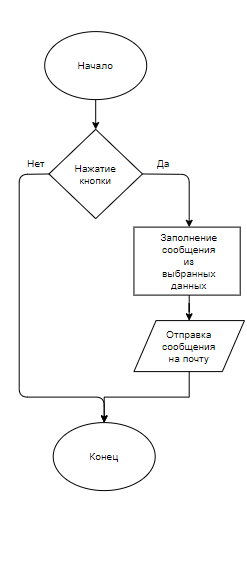 Начало
Нет
Да
Нажатие
кнопки
Заполнение
сообщения
из
выбранных
данных
Отправка
сообщения
на почту
Конец